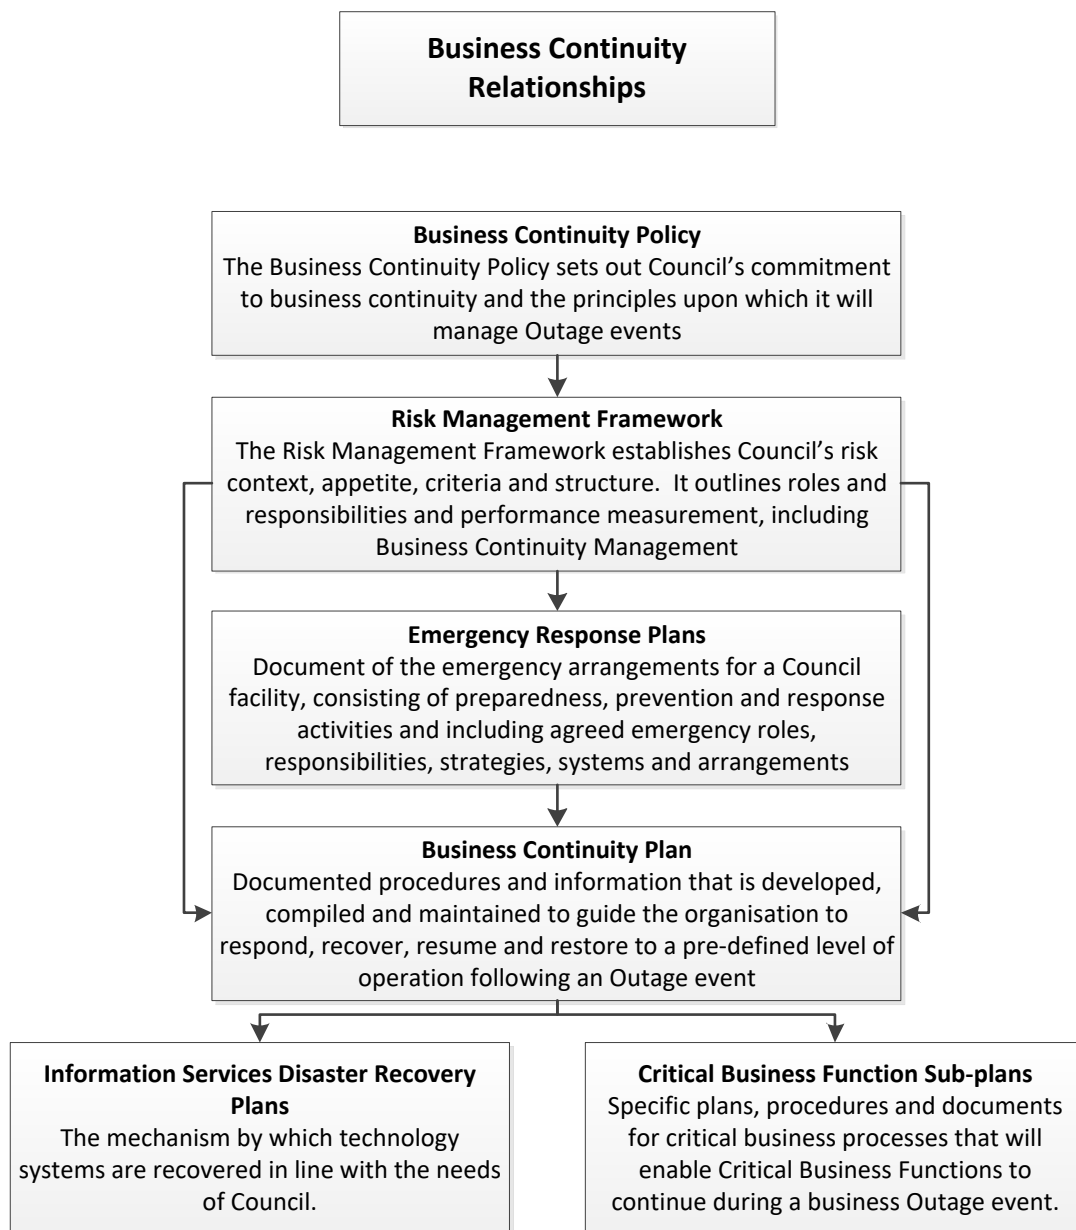 Business Continuity
Relationships
Business Continuity Policy
The Business Continuity Policy sets out Council’s commitment
to business continuity and the principles upon which it will
manage Outage events
Risk Management Framework
The Risk Management Framework establishes Council’s risk
context, appetite, criteria and structure.  It outlines roles and
responsibilities and performance measurement, including
Business Continuity Management
Emergency Response Plans
Document of the emergency arrangements for a Council
facility, consisting of preparedness, prevention and response
activities and including agreed emergency roles,
responsibilities, strategies, systems and arrangements
Business Continuity Plan
Documented procedures and information that is developed,
compiled and maintained to guide the organisation to
respond, recover, resume and restore to a pre-defined level of
operation following an Outage event
Information Services Disaster Recovery
Plans
The mechanism by which technology
systems are recovered in line with the needs
of Council.
Critical Business Function Sub-plans
Specific plans, procedures and documents
for critical business processes that will
enable Critical Business Functions to
continue during a business Outage event.